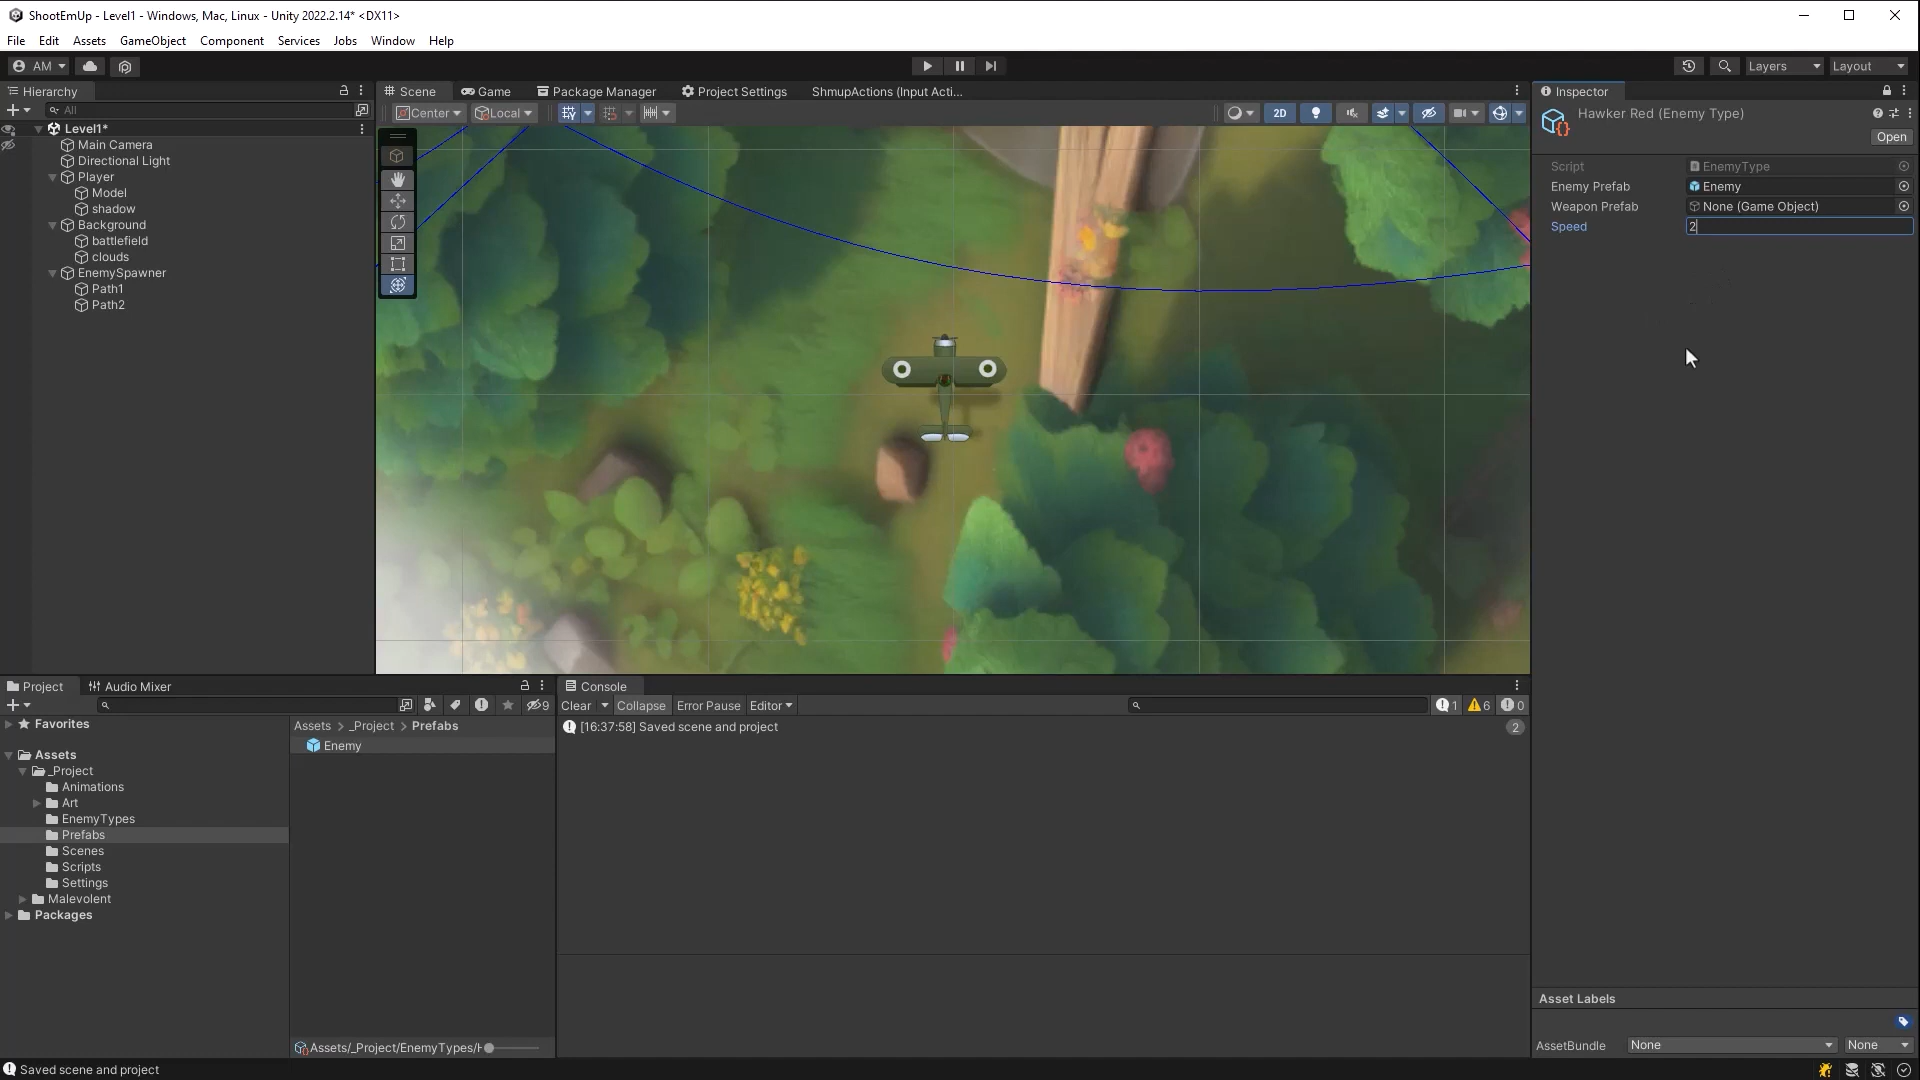 ShootEmUp - Level1 - Windows, Mac, Linux - Unity 2022.2.14* <DX11>
File Edit Assets GameObject Component Services Jobs Window Help
AM Layers Layout
Hierarchy
All
Level1*
Main Camera
Directional Light
Player
Model
shadow
Background
battlefield
clouds
EnemySpawner
Path1
Path2
Scene Game Package Manager Project Settings ShmupActions (Input Acti...
Center Local 2D
Inspector
Hawker Red (Enemy Type)
Open
Script EnemyType
Enemy Prefab Enemy
Weapon Prefab None (Game Object)
Speed 2
Project Audio Mixer
9
Favorites
Assets
_Project
Animations
Art
EnemyTypes
Prefabs
Scenes
Scripts
Settings
Malevolent
Packages
Assets > _Project > Prefabs
Enemy
Assets/_Project/EnemyTypes/H
Console
Clear Collapse Error Pause Editor 1 6 0
[16:37:58] Saved scene and project 2
Asset Labels
AssetBundle None None
Saved scene and project